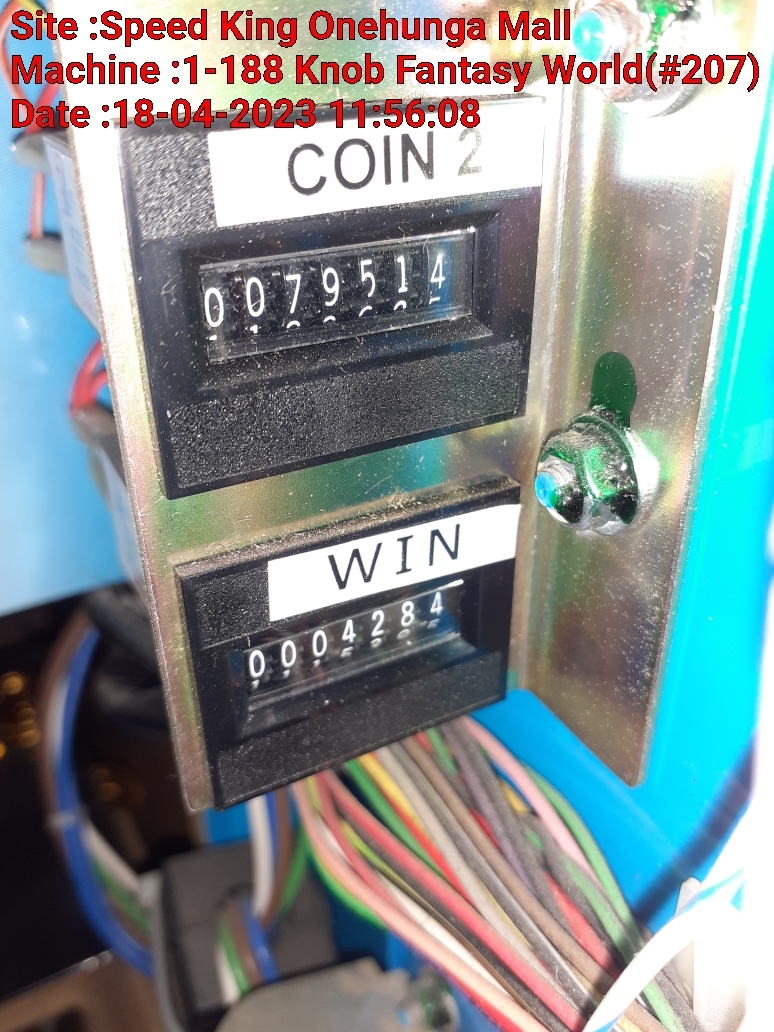 Site :Speed King Onehunga Mall
Machine :1-188 Knob Fantasy World(#207)
Date :18-04-2023 11:56:08
COIN 2
0079514
WIN
0004284